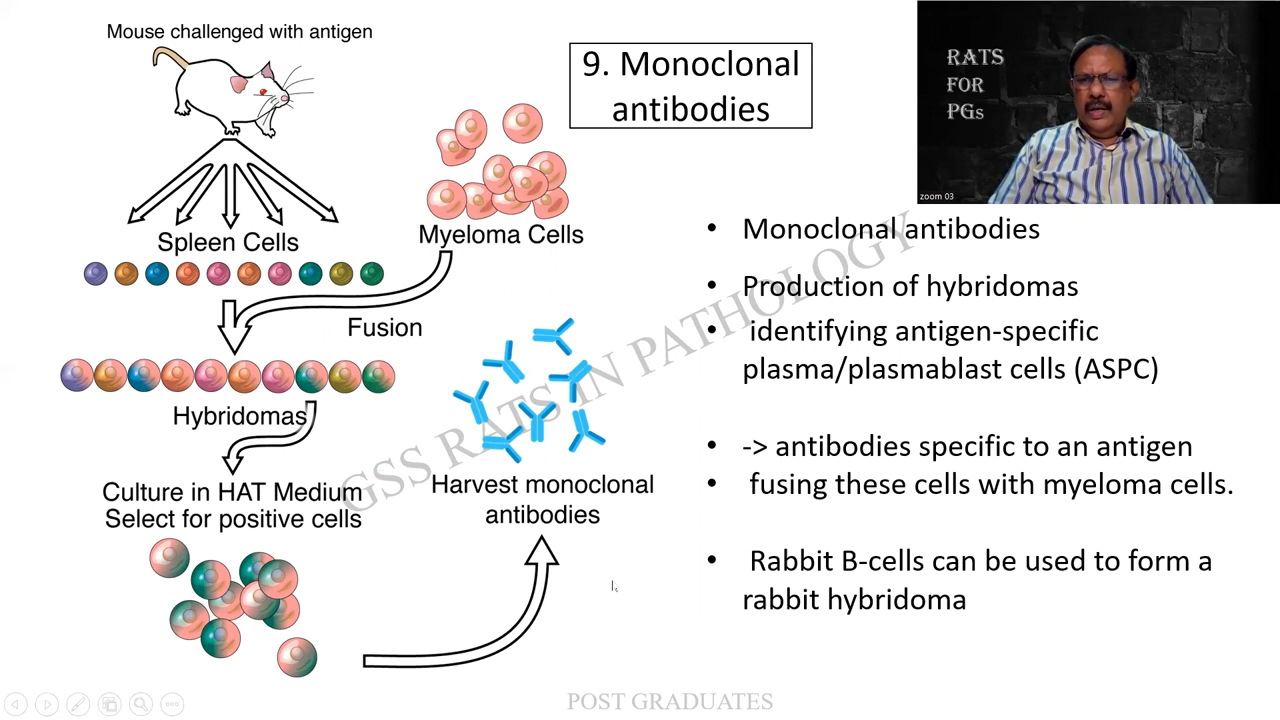 Mouse challenged with antigen
Spleen Cells
Myeloma Cells
Fusion
Hybridomas
Culture in HAT Medium
Select for positive cells
Harvest monoclonal
antibodies
9. Monoclonal
antibodies
RATS
FOR
PGs
zoom 03
• Monoclonal antibodies
• Production of hybridomas
• identifying antigen-specific
plasma/plasmablast cells (ASPC)
• -> antibodies specific to an antigen
• fusing these cells with myeloma cells.
• Rabbit B-cells can be used to form a
rabbit hybridoma
GSS RATS IN PATHOLOGY
POST GRADUATES